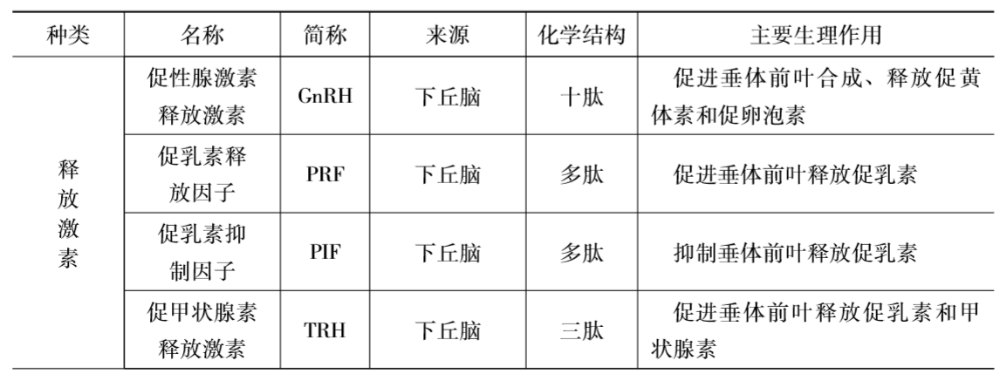 种类 名称 简称 来源 化学结构 主要生理作用
释放激素
促性腺激素
释放激素
GnRH 下丘脑 十肽
促进垂体前叶合成、释放促黄
体素和促卵泡素
促乳素释
放因子
PRF 下丘脑 多肽 促进垂体前叶释放促乳素
促乳素抑
制因子
PIF 下丘脑 多肽 抑制垂体前叶释放促乳素
促甲状腺素
释放激素
TRH 下丘脑 三肽
促进垂体前叶释放促乳素和甲
状腺素